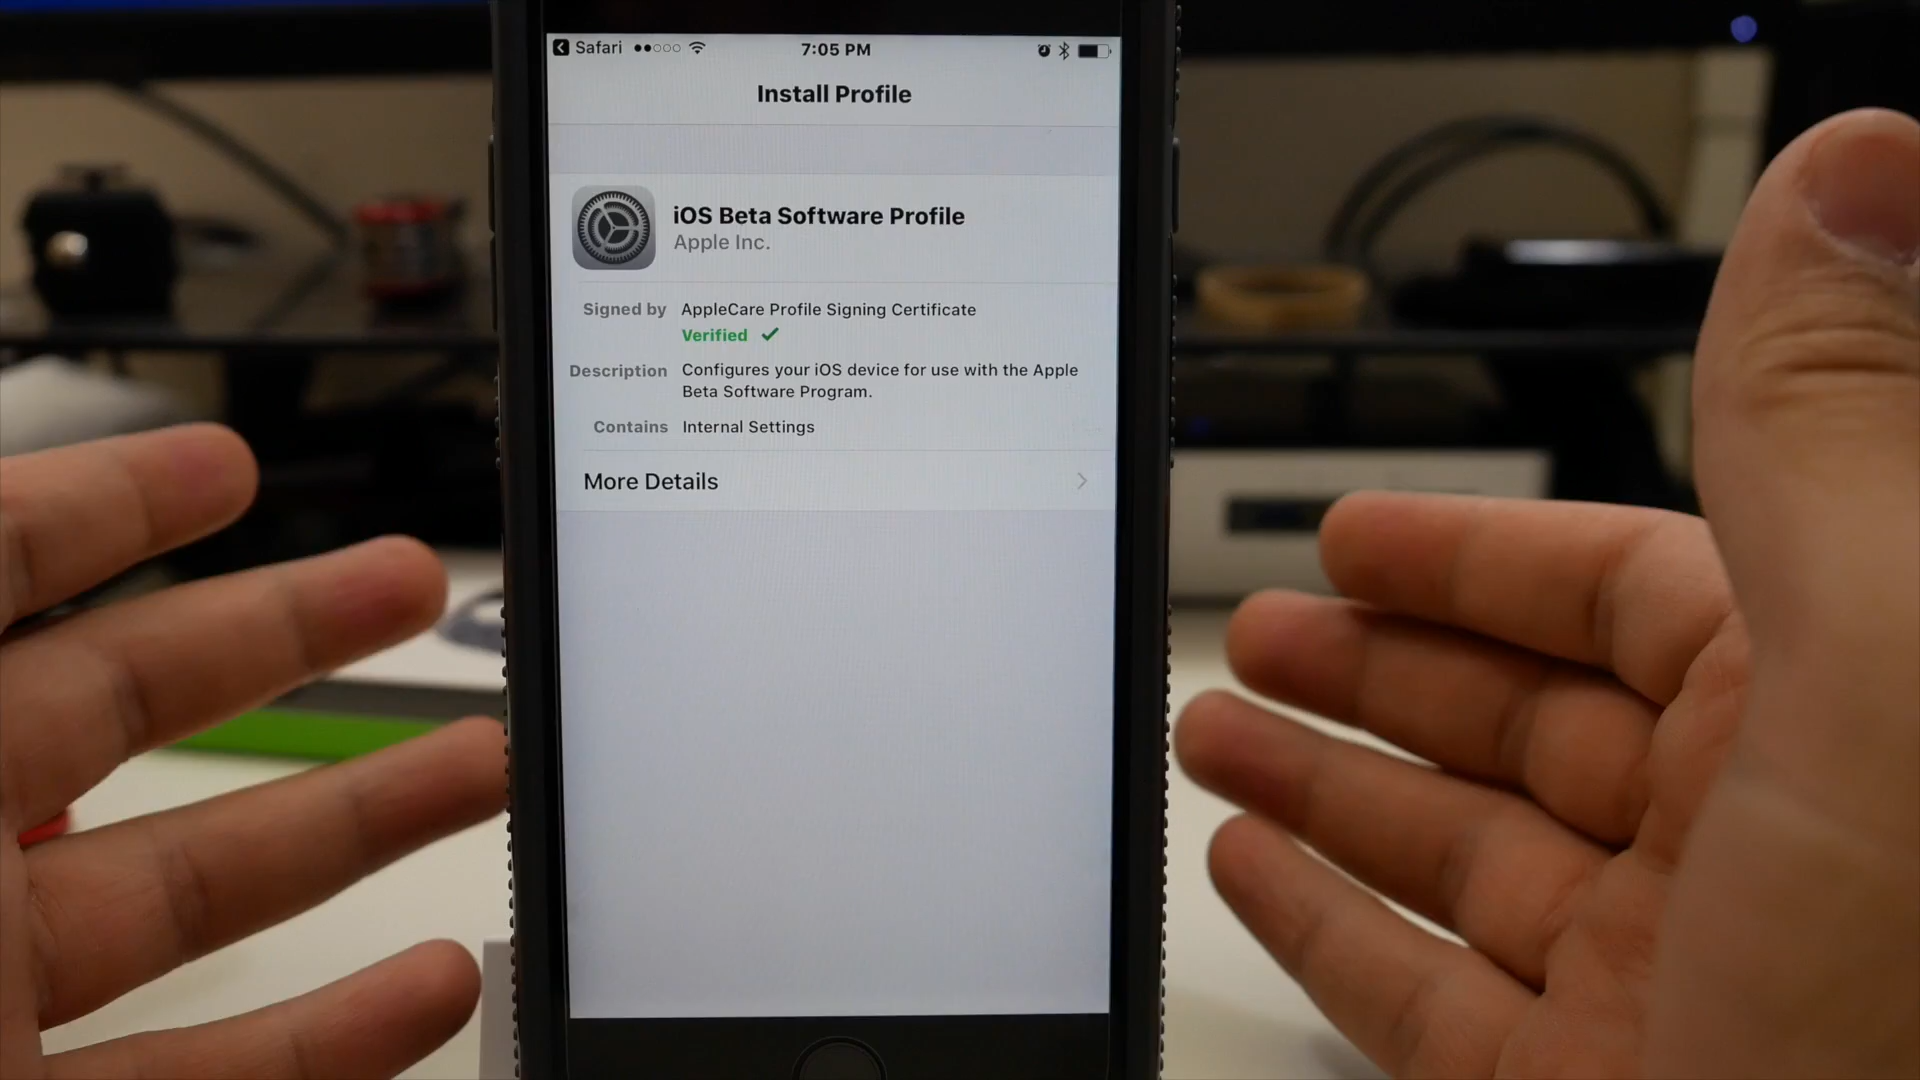 Safari 7:05 PM
Install Profile
iOS Beta Software Profile
Apple Inc.
Signed by AppleCare Profile Signing Certificate
Verified
Description Configures your iOS device for use with the Apple
Beta Software Program.
Contains Internal Settings
More Details